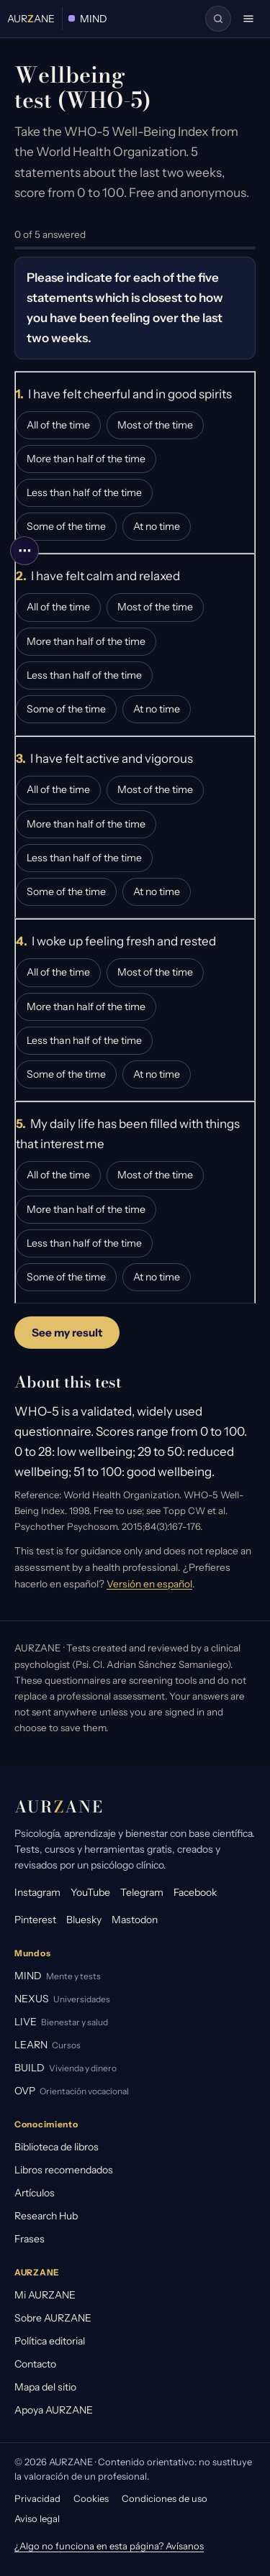 AURZANE MIND
Wellbeing
test (WHO-5)
Take the WHO-5 Well-Being Index from
the World Health Organization. 5
statements about the last two weeks,
score from 0 to 100. Free and anonymous.
0 of 5 answered
Please indicate for each of the five
statements which is closest to how
you have been feeling over the last
two weeks.
1. I have felt cheerful and in good spirits
All of the time Most of the time
More than half of the time
Less than half of the time
Some of the time At no time
2. I have felt calm and relaxed
All of the time Most of the time
More than half of the time
Less than half of the time
Some of the time At no time
3. I have felt active and vigorous
All of the time Most of the time
More than half of the time
Less than half of the time
Some of the time At no time
4. I woke up feeling fresh and rested
All of the time Most of the time
More than half of the time
Less than half of the time
Some of the time At no time
5. My daily life has been filled with things
that interest me
All of the time Most of the time
More than half of the time
Less than half of the time
Some of the time At no time
See my result
About this test
WHO-5 is a validated, widely used
questionnaire. Scores range from 0 to 100.
0 to 28: low wellbeing; 29 to 50: reduced
wellbeing; 51 to 100: good wellbeing.
Reference: World Health Organization. WHO-5 Well-
Being Index. 1998. Free to use; see Topp CW et al.
Psychother Psychosom. 2015;84(3):167-176.
This test is for guidance only and does not replace an
assessment by a health professional. ¿Prefieres
hacerlo en español? Versión en español.
AURZANE · Tests created and reviewed by a clinical
psychologist (Psi. Cl. Adrian Sánchez Samaniego).
These questionnaires are screening tools and do not
replace a professional assessment. Your answers are
not sent anywhere unless you are signed in and
choose to save them.
AURZANE
Psicología, aprendizaje y bienestar con base científica.
Tests, cursos y herramientas gratis, creados y
revisados por un psicólogo clínico.
Instagram YouTube Telegram Facebook
Pinterest Bluesky Mastodon
Mundos
MIND Mente y tests
NEXUS Universidades
LIVE Bienestar y salud
LEARN Cursos
BUILD Vivienda y dinero
OVP Orientación vocacional
Conocimiento
Biblioteca de libros
Libros recomendados
Artículos
Research Hub
Frases
AURZANE
Mi AURZANE
Sobre AURZANE
Política editorial
Contacto
Mapa del sitio
Apoya AURZANE
© 2026 AURZANE · Contenido orientativo: no sustituye
la valoración de un profesional.
Privacidad Cookies Condiciones de uso
Aviso legal
¿Algo no funciona en esta página? Avísanos